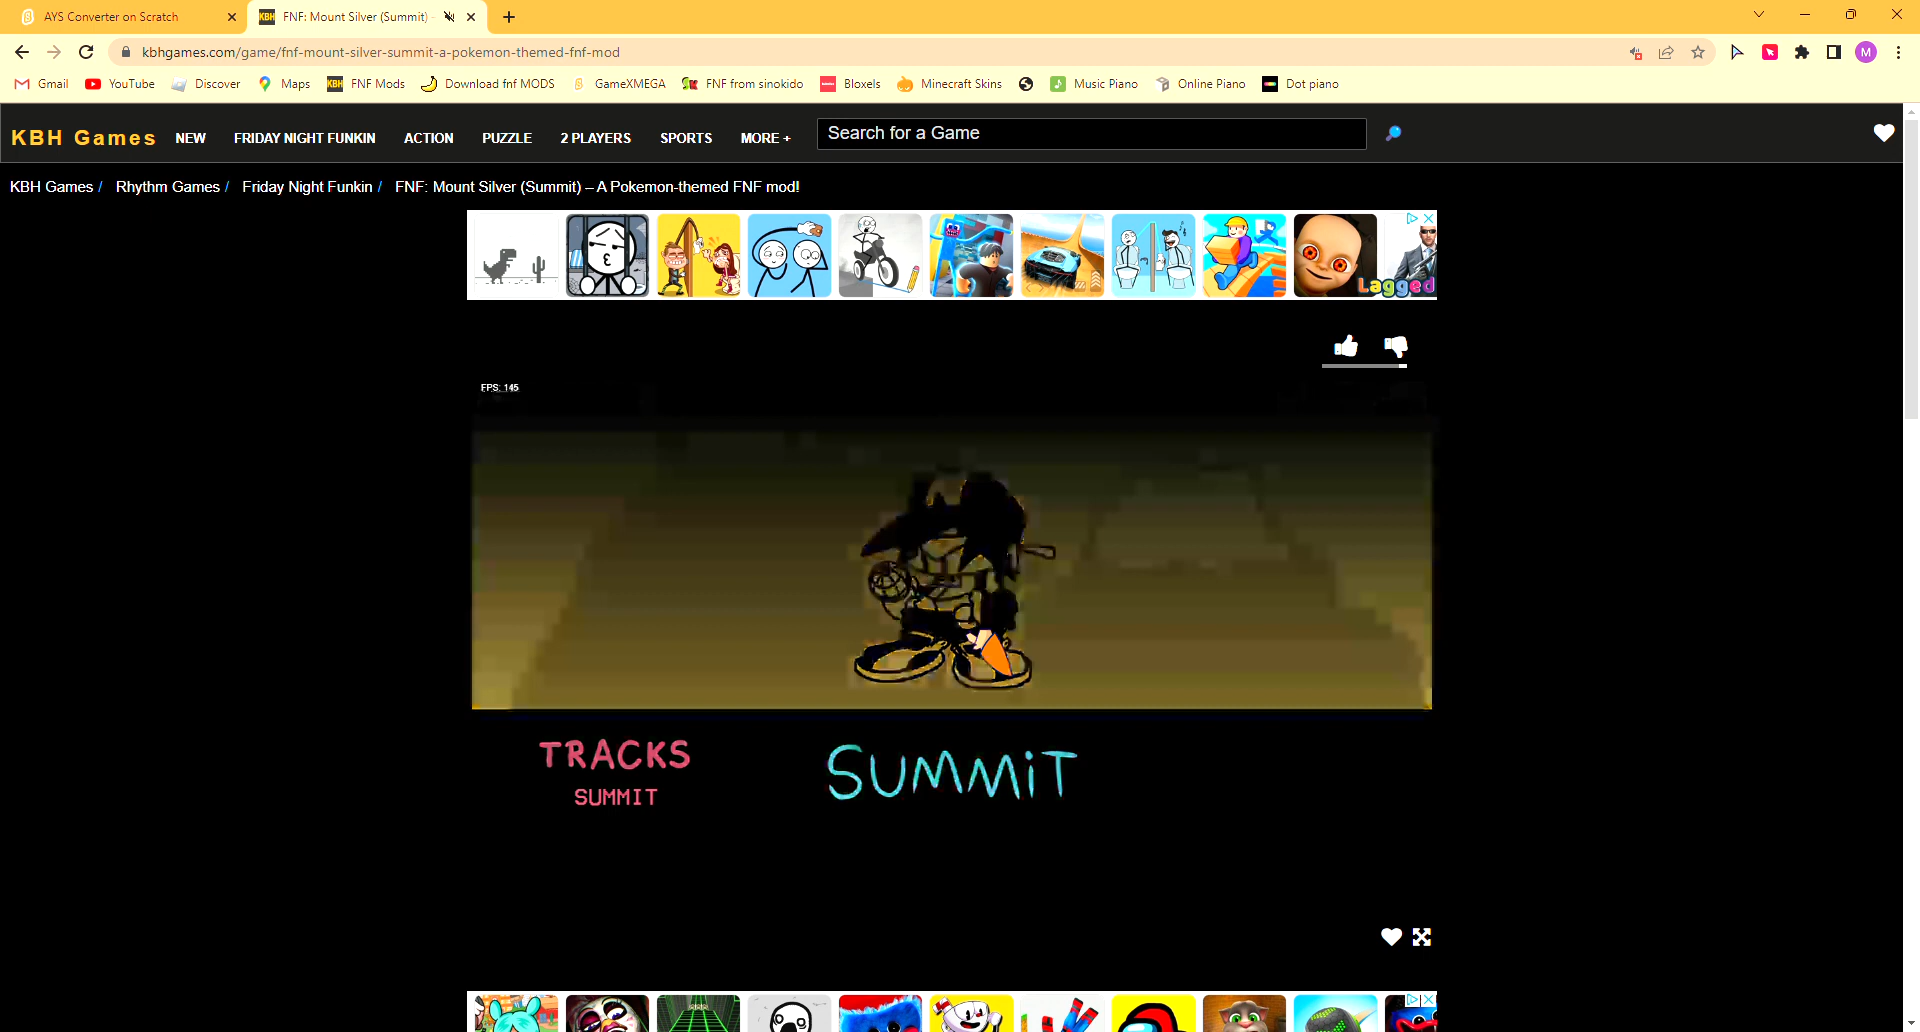 AYS Converter on Scratch
FNF: Mount Silver (Summit)
kbhgames.com/game/fnf-mount-silver-summit-a-pokemon-themed-fnf-mod
M
Gmail
YouTube
Discover
Maps
KBH
FNF Mods
Download fnf MODS
GameXMEGA
FNF from sinokido
Bloxels
Minecraft Skins
Music Piano
Online Piano
Dot piano
KBH Games
NEW
FRIDAY NIGHT FUNKIN
ACTION
PUZZLE
2 PLAYERS
SPORTS
MORE +
Search for a Game
KBH Games / Rhythm Games / Friday Night Funkin / FNF: Mount Silver (Summit) – A Pokemon-themed FNF mod!
Lagged
FPS: 145
TRACKS
SUMMIT
SUMMIT